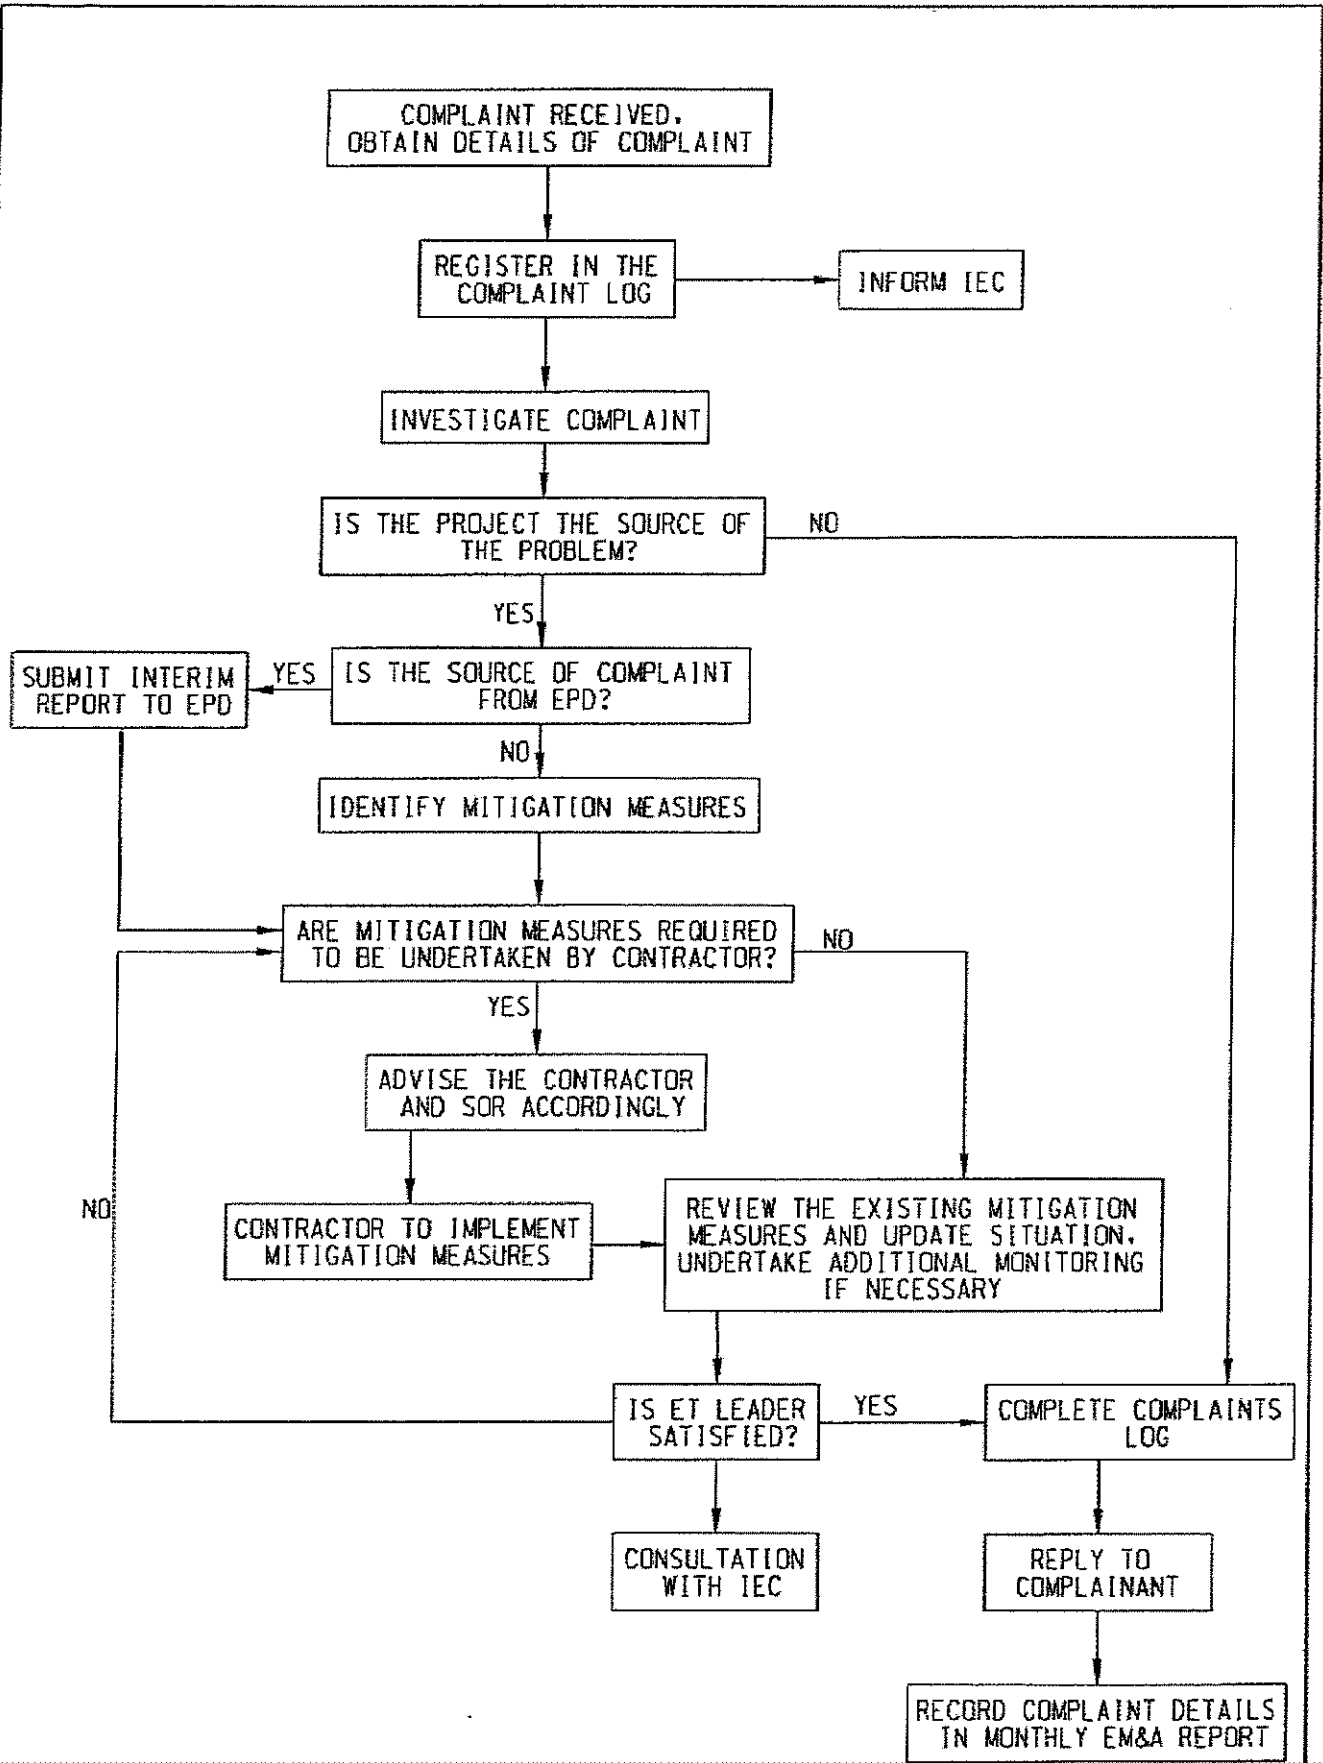 COMPLAINT RECEIVED.
OBTAIN DETAILS OF COMPLAINT
REGISTER IN THE
COMPLAINT LOG
INFORM IEC
INVESTIGATE COMPLAINT
IS THE PROJECT THE SOURCE OF
THE PROBLEM?
NO
YES
SUBMIT INTERIM
REPORT TO EPD
YES
IS THE SOURCE OF COMPLAINT
FROM EPD?
NO
IDENTIFY MITIGATION MEASURES
ARE MITIGATION MEASURES REQUIRED
TO BE UNDERTAKEN BY CONTRACTOR?
NO
YES
ADVISE THE CONTRACTOR
AND SOR ACCORDINGLY
NO
CONTRACTOR TO IMPLEMENT
MITIGATION MEASURES
REVIEW THE EXISTING MITIGATION
MEASURES AND UPDATE SITUATION.
UNDERTAKE ADDITIONAL MONITORING
IF NECESSARY
IS ET LEADER
SATISFIED?
YES
COMPLETE COMPLAINTS
LOG
CONSULTATION
WITH IEC
REPLY TO
COMPLAINANT
RECORD COMPLAINT DETAILS
IN MONTHLY EM&A REPORT